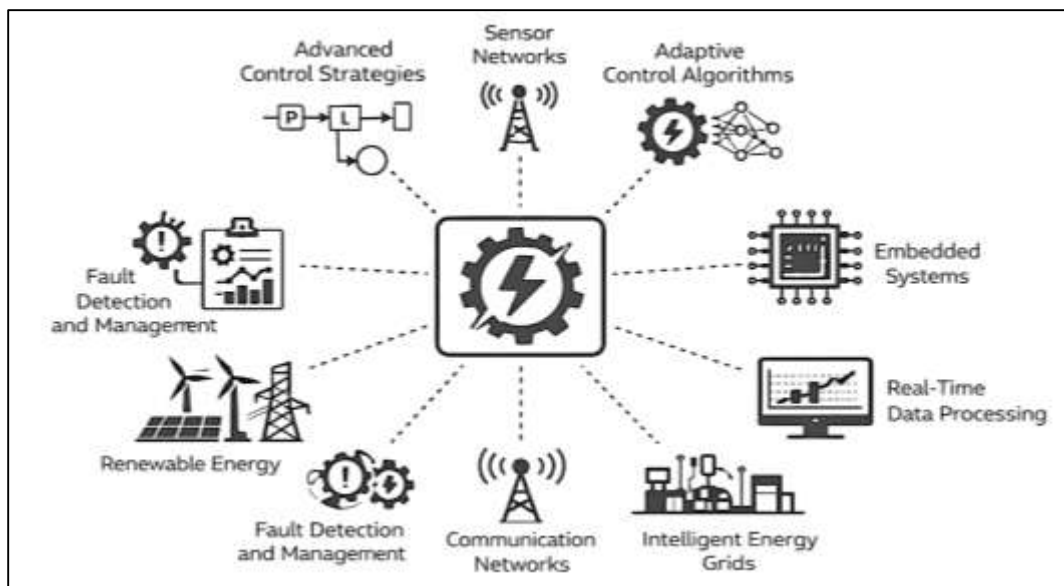 Advanced
Control Strategies
Sensor
Networks
Adaptive
Control Algorithms
P
L
Fault
Detection
and Management
Embedded
Systems
Renewable Energy
Real-Time
Data Processing
Fault Detection
and Management
Communication
Networks
Intelligent Energy
Grids